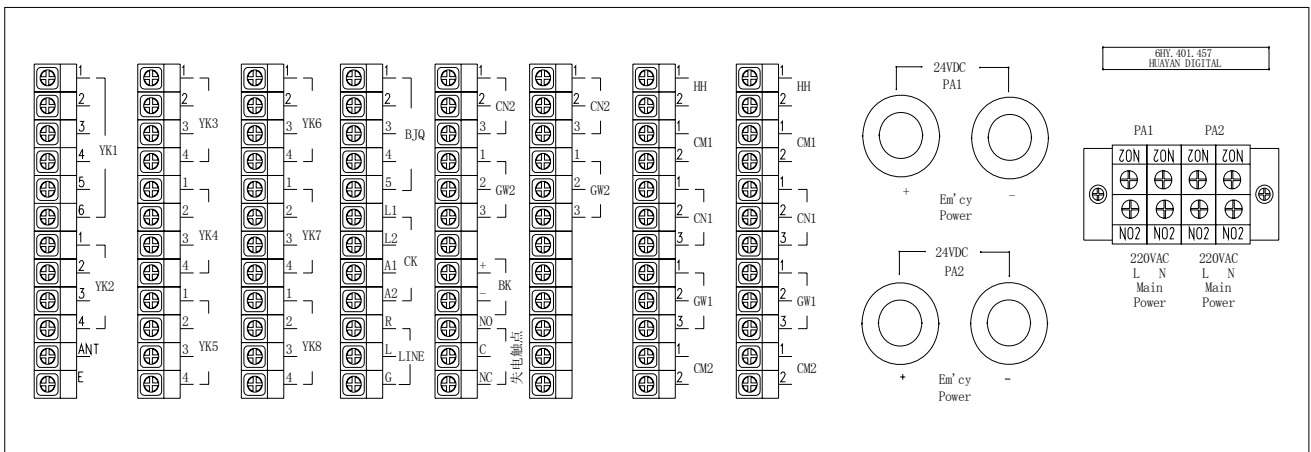 1
2
3
YK1
4
5
6
1
2
YK2
3
4
ANT
E
1
2
3 YK3
4
1
2
3 YK4
4
1
2
3 YK5
4
1
2
3 YK6
4
1
2
3 YK7
4
1
2
3 YK8
4
1
2
3 BJQ
4
5
L1
L2
CK
A1
A2
R
L LINE
G
1
2 CN2
3
1
2 GW2
3
+
BK
-
NO
C
NC
失电触点
1
2 CN2
3
1
2 GW2
3
1
HH
2
1
CM1
2
1
2 CN1
3
1
2 GW1
3
1
CM2
2
1
HH
2
1
CM1
2
1
2 CN1
3
1
2 GW1
3
1
CM2
2
24VDC
PA1
+ Em'cy -
Power
24VDC
PA2
+ Em'cy -
Power
6HY.401.457
HUAYAN DIGITAL
PA1 PA2
NO2 NO2 NO2 NO2
NO2 NO2 NO2 NO2
220VAC 220VAC
L N L N
Main Main
Power Power